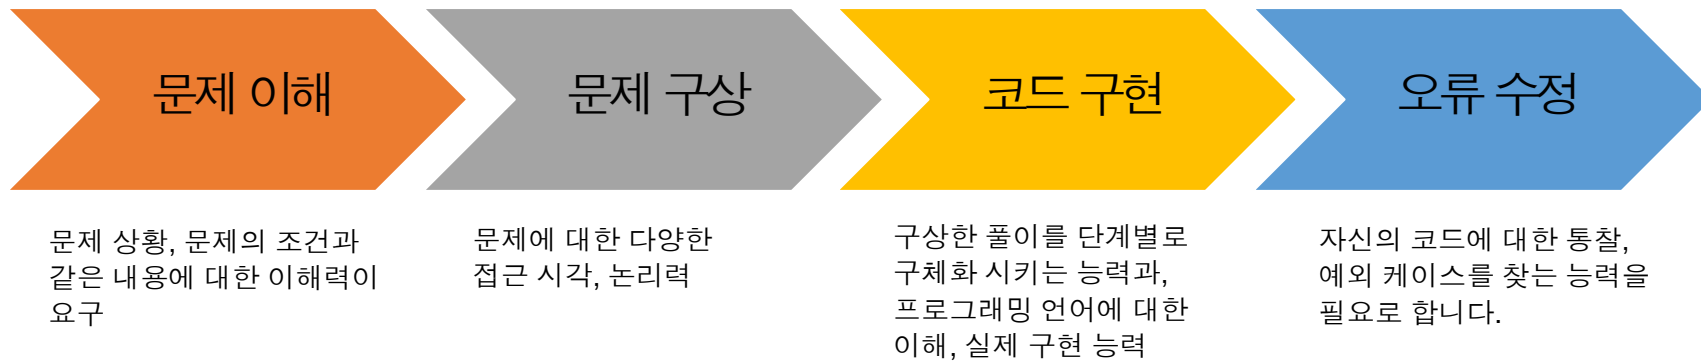 문제 이해
문제 구상
코드 구현
오류 수정
문제 상황, 문제의 조건과
같은 내용에 대한 이해력이
요구
문제에 대한 다양한
접근 시각, 논리력
구상한 풀이를 단계별로
구체화 시키는 능력과,
프로그래밍 언어에 대한
이해, 실제 구현 능력
자신의 코드에 대한 통찰,
예외 케이스를 찾는 능력을
필요로 합니다.